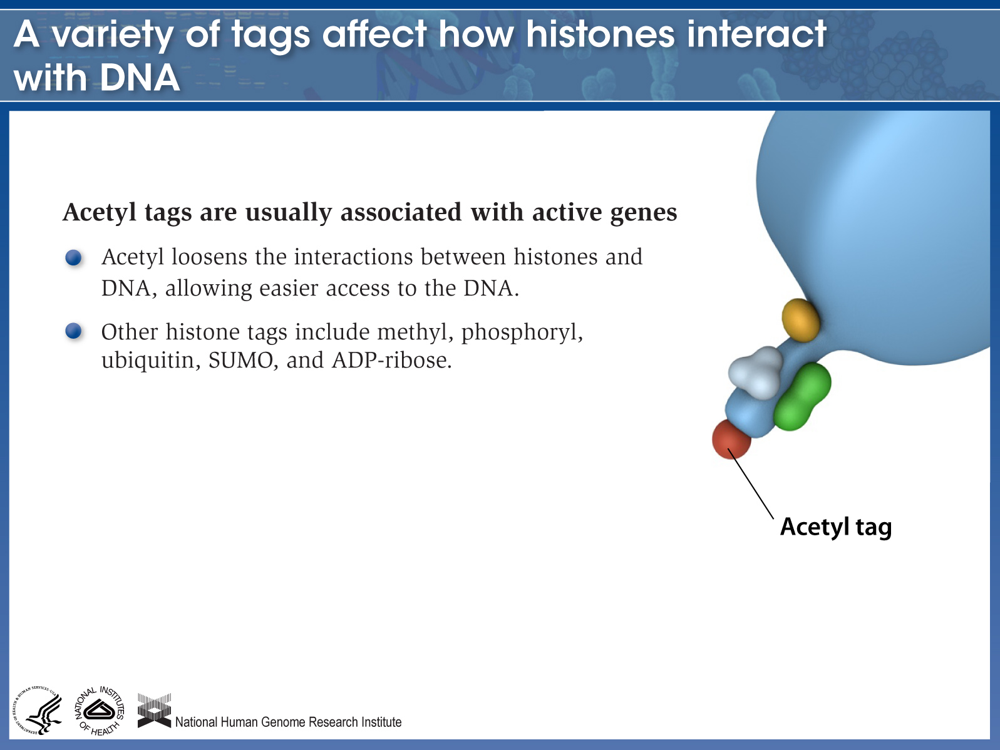 A variety of tags affect how histones interact
with DNA
Acetyl tags are usually associated with active genes
Acetyl loosens the interactions between histones and
DNA, allowing easier access to the DNA.
Other histone tags include methyl, phosphoryl,
ubiquitin, SUMO, and ADP-ribose.
Acetyl tag
DEPARTMENT OF HEALTH & HUMAN SERVICES·USA
NATIONAL INSTITUTES
OF HEALTH
National Human Genome Research Institute